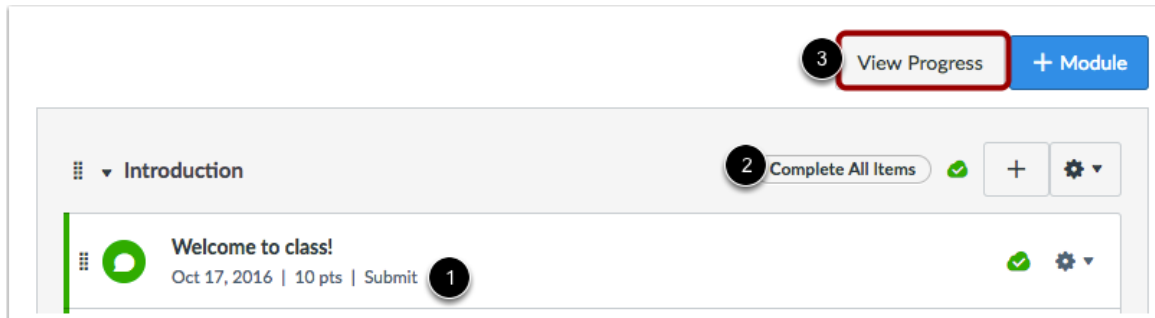 3 View Progress + Module
Introduction 2 Complete All Items +
Welcome to class!
Oct 17, 2016 | 10 pts | Submit 1